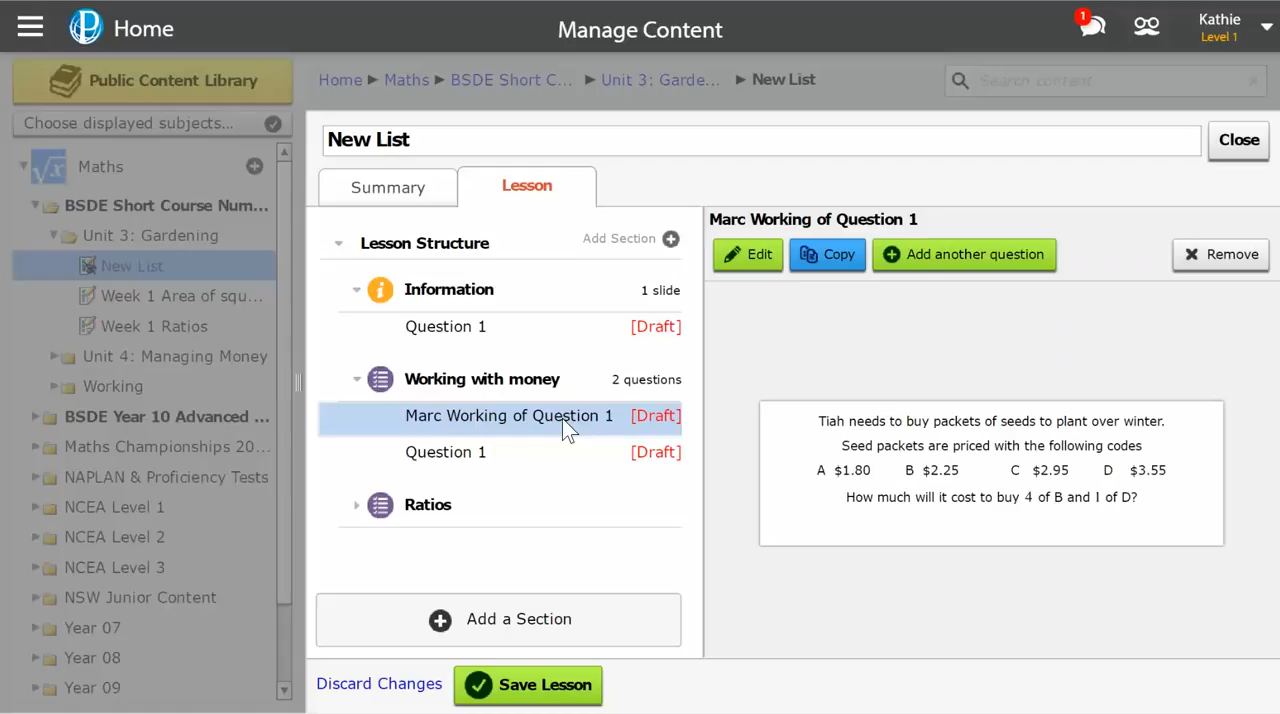 Home
Manage Content
1
Kathie
Level 1
Public Content Library
Home ▶ Maths ▶ BSDE Short C... ▶ Unit 3: Garde... ▶ New List
Search content
Choose displayed subjects...
Maths
BSDE Short Course Num...
Unit 3: Gardening
New List
Week 1 Area of squ...
Week 1 Ratios
Unit 4: Managing Money
Working
BSDE Year 10 Advanced ...
Maths Championships 20...
NAPLAN & Proficiency Tests
NCEA Level 1
NCEA Level 2
NCEA Level 3
NSW Junior Content
Year 07
Year 08
Year 09
New List
Close
Summary
Lesson
Lesson Structure
Add Section
Information
1 slide
Question 1
[Draft]
Working with money
2 questions
Marc Working of Question 1
[Draft]
Question 1
[Draft]
Ratios
Add a Section
Discard Changes
Save Lesson
Marc Working of Question 1
Edit
Copy
Add another question
Remove
Tiah needs to buy packets of seeds to plant over winter.
Seed packets are priced with the following codes
A $1.80 B $2.25 C $2.95 D $3.55
How much will it cost to buy 4 of B and 1 of D?